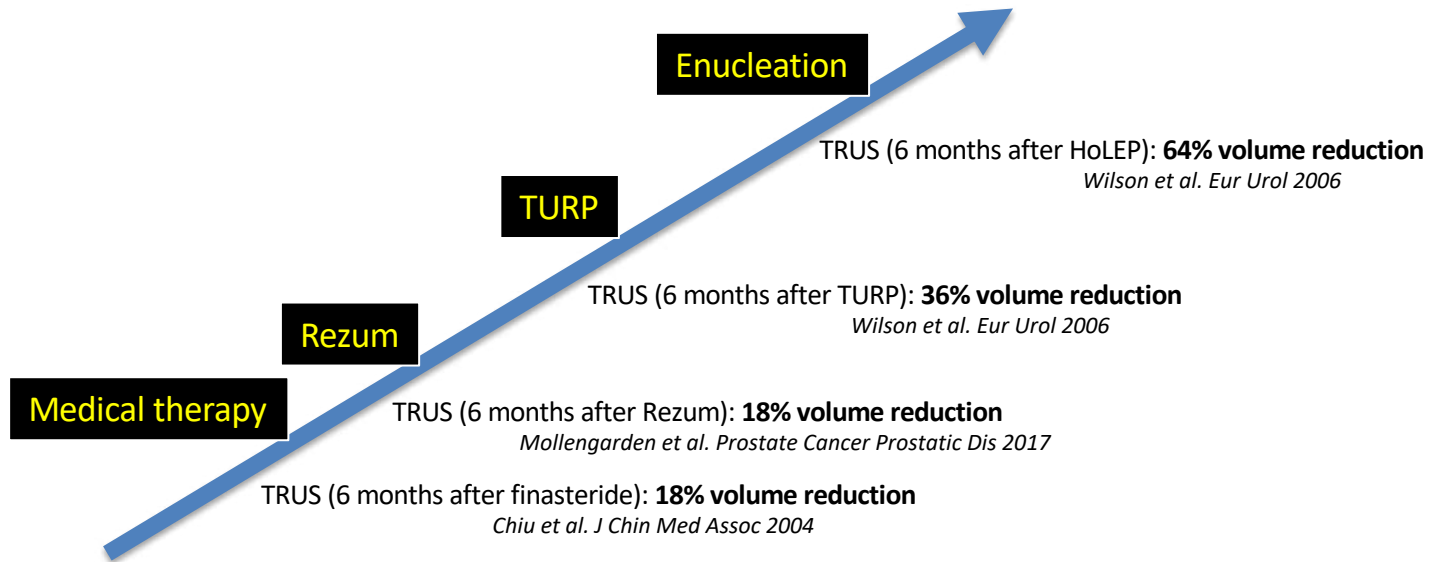 Enucleation
TRUS (6 months after HoLEP): 64% volume reduction
Wilson et al. Eur Urol 2006
TURP
TRUS (6 months after TURP): 36% volume reduction
Wilson et al. Eur Urol 2006
Rezum
Medical therapy
TRUS (6 months after Rezum): 18% volume reduction
Mollengarden et al. Prostate Cancer Prostatic Dis 2017
TRUS (6 months after finasteride): 18% volume reduction
Chiu et al. J Chin Med Assoc 2004